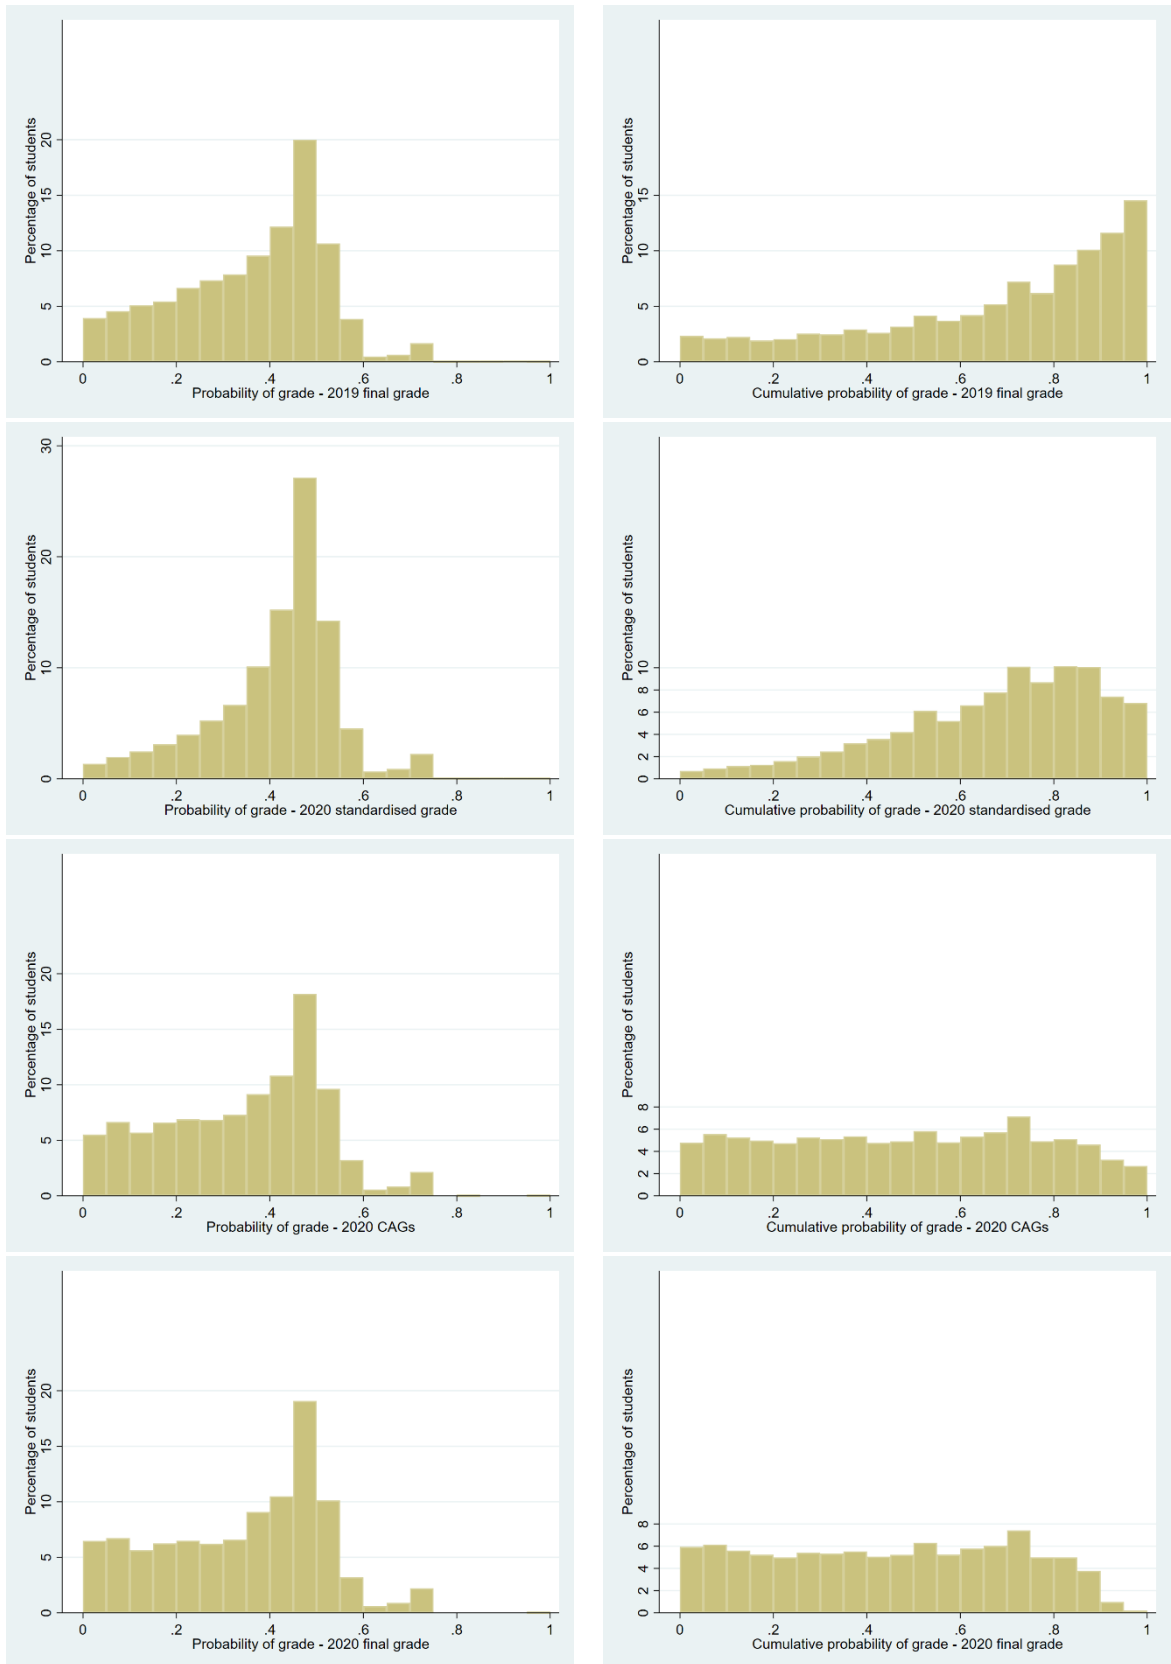 Percentage of students
0 5 10 15 20
0 .2 .4 .6 .8 1
Probability of grade - 2019 final grade
Percentage of students
0 5 10 15
0 .2 .4 .6 .8 1
Cumulative probability of grade - 2019 final grade
Percentage of students
0 10 20 30
0 .2 .4 .6 .8 1
Probability of grade - 2020 standardised grade
Percentage of students
0 2 4 6 8 10
0 .2 .4 .6 .8 1
Cumulative probability of grade - 2020 standardised grade
Percentage of students
0 5 10 15 20
0 .2 .4 .6 .8 1
Probability of grade - 2020 CAGs
Percentage of students
0 2 4 6 8
0 .2 .4 .6 .8 1
Cumulative probability of grade - 2020 CAGs
Percentage of students
0 5 10 15 20
0 .2 .4 .6 .8 1
Probability of grade - 2020 final grade
Percentage of students
0 2 4 6 8
0 .2 .4 .6 .8 1
Cumulative probability of grade - 2020 final grade